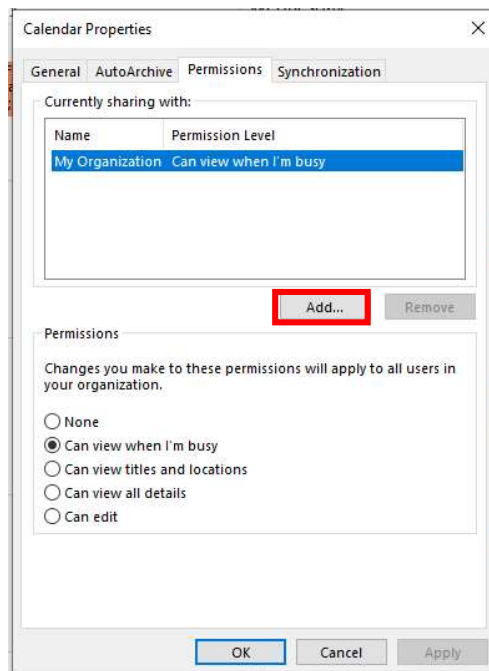 Calendar Properties
General AutoArchive Permissions Synchronization
Currently sharing with:
Name Permission Level
My Organization Can view when I'm busy
Add... Remove
Permissions
Changes you make to these permissions will apply to all users in
your organization.
None
Can view when I'm busy
Can view titles and locations
Can view all details
Can edit
OK Cancel Apply